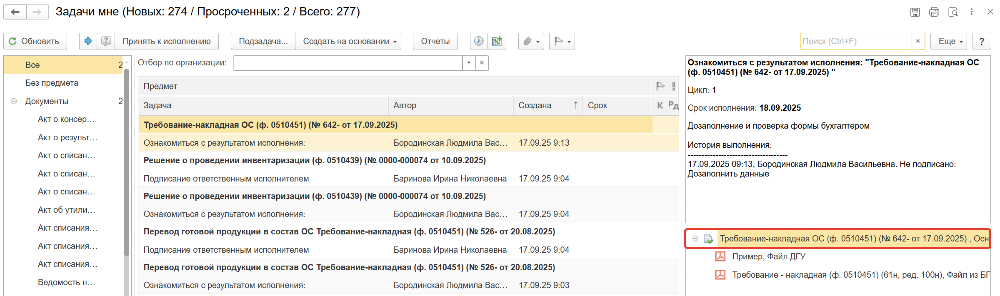 Задачи мне (Новых: 274 / Просроченных: 2 / Всего: 277)
Обновить
Принять к исполнению
Подзадача...
Создать на основании
Отчеты
Поиск (Ctrl+F)
×
Еще
?
Все 2
Без предмета
Документы 2
Акт о консер...
Акт о результ...
Акт о списан...
Акт о списан...
Акт о списан...
Акт об утили...
Акт списания...
Акт списания...
Акт списания...
Ведомость н...
Отбор по организации:
×
Предмет
Задача Автор Создана ↑ Срок К Рд
Требование-накладная ОС (ф. 0510451) (№ 642- от 17.09.2025)
Ознакомиться с результатом исполнения: Бородинская Людмила Вас... 17.09.25 9:13
Решение о проведении инвентаризации (ф. 0510439) (№ 0000-000074 от 10.09.2025)
Подписание ответственным исполнителем Баринова Ирина Николаевна 17.09.25 9:04
Решение о проведении инвентаризации (ф. 0510439) (№ 0000-000074 от 10.09.2025)
Ознакомиться с результатом исполнения: Бородинская Людмила Вас... 17.09.25 9:04
Перевод готовой продукции в состав ОС Требование-накладная (ф. 0510451) (№ 526- от 20.08.2025)
Подписание ответственным исполнителем Баринова Ирина Николаевна 17.09.25 9:04
Перевод готовой продукции в состав ОС Требование-накладная (ф. 0510451) (№ 526- от 20.08.2025)
Ознакомиться с результатом исполнения: Бородинская Людмила Вас... 17.09.25 9:03
Ознакомиться с результатом исполнения: "Требование-накладная ОС
(ф. 0510451) (№ 642- от 17.09.2025) "
Цикл: 1
Срок исполнения: 18.09.2025
Дозаполнение и проверка формы бухгалтером
История выполнения:
------------------------------------
17.09.2025 09:13, Бородинская Людмила Васильевна. Не подписано:
Дозаполнить данные
Требование-накладная ОС (ф. 0510451) (№ 642- от 17.09.2025) , Осн
Пример, Файл ДГУ
Требование - накладная (ф. 0510451) (61н, ред. 100н), Файл из БГ